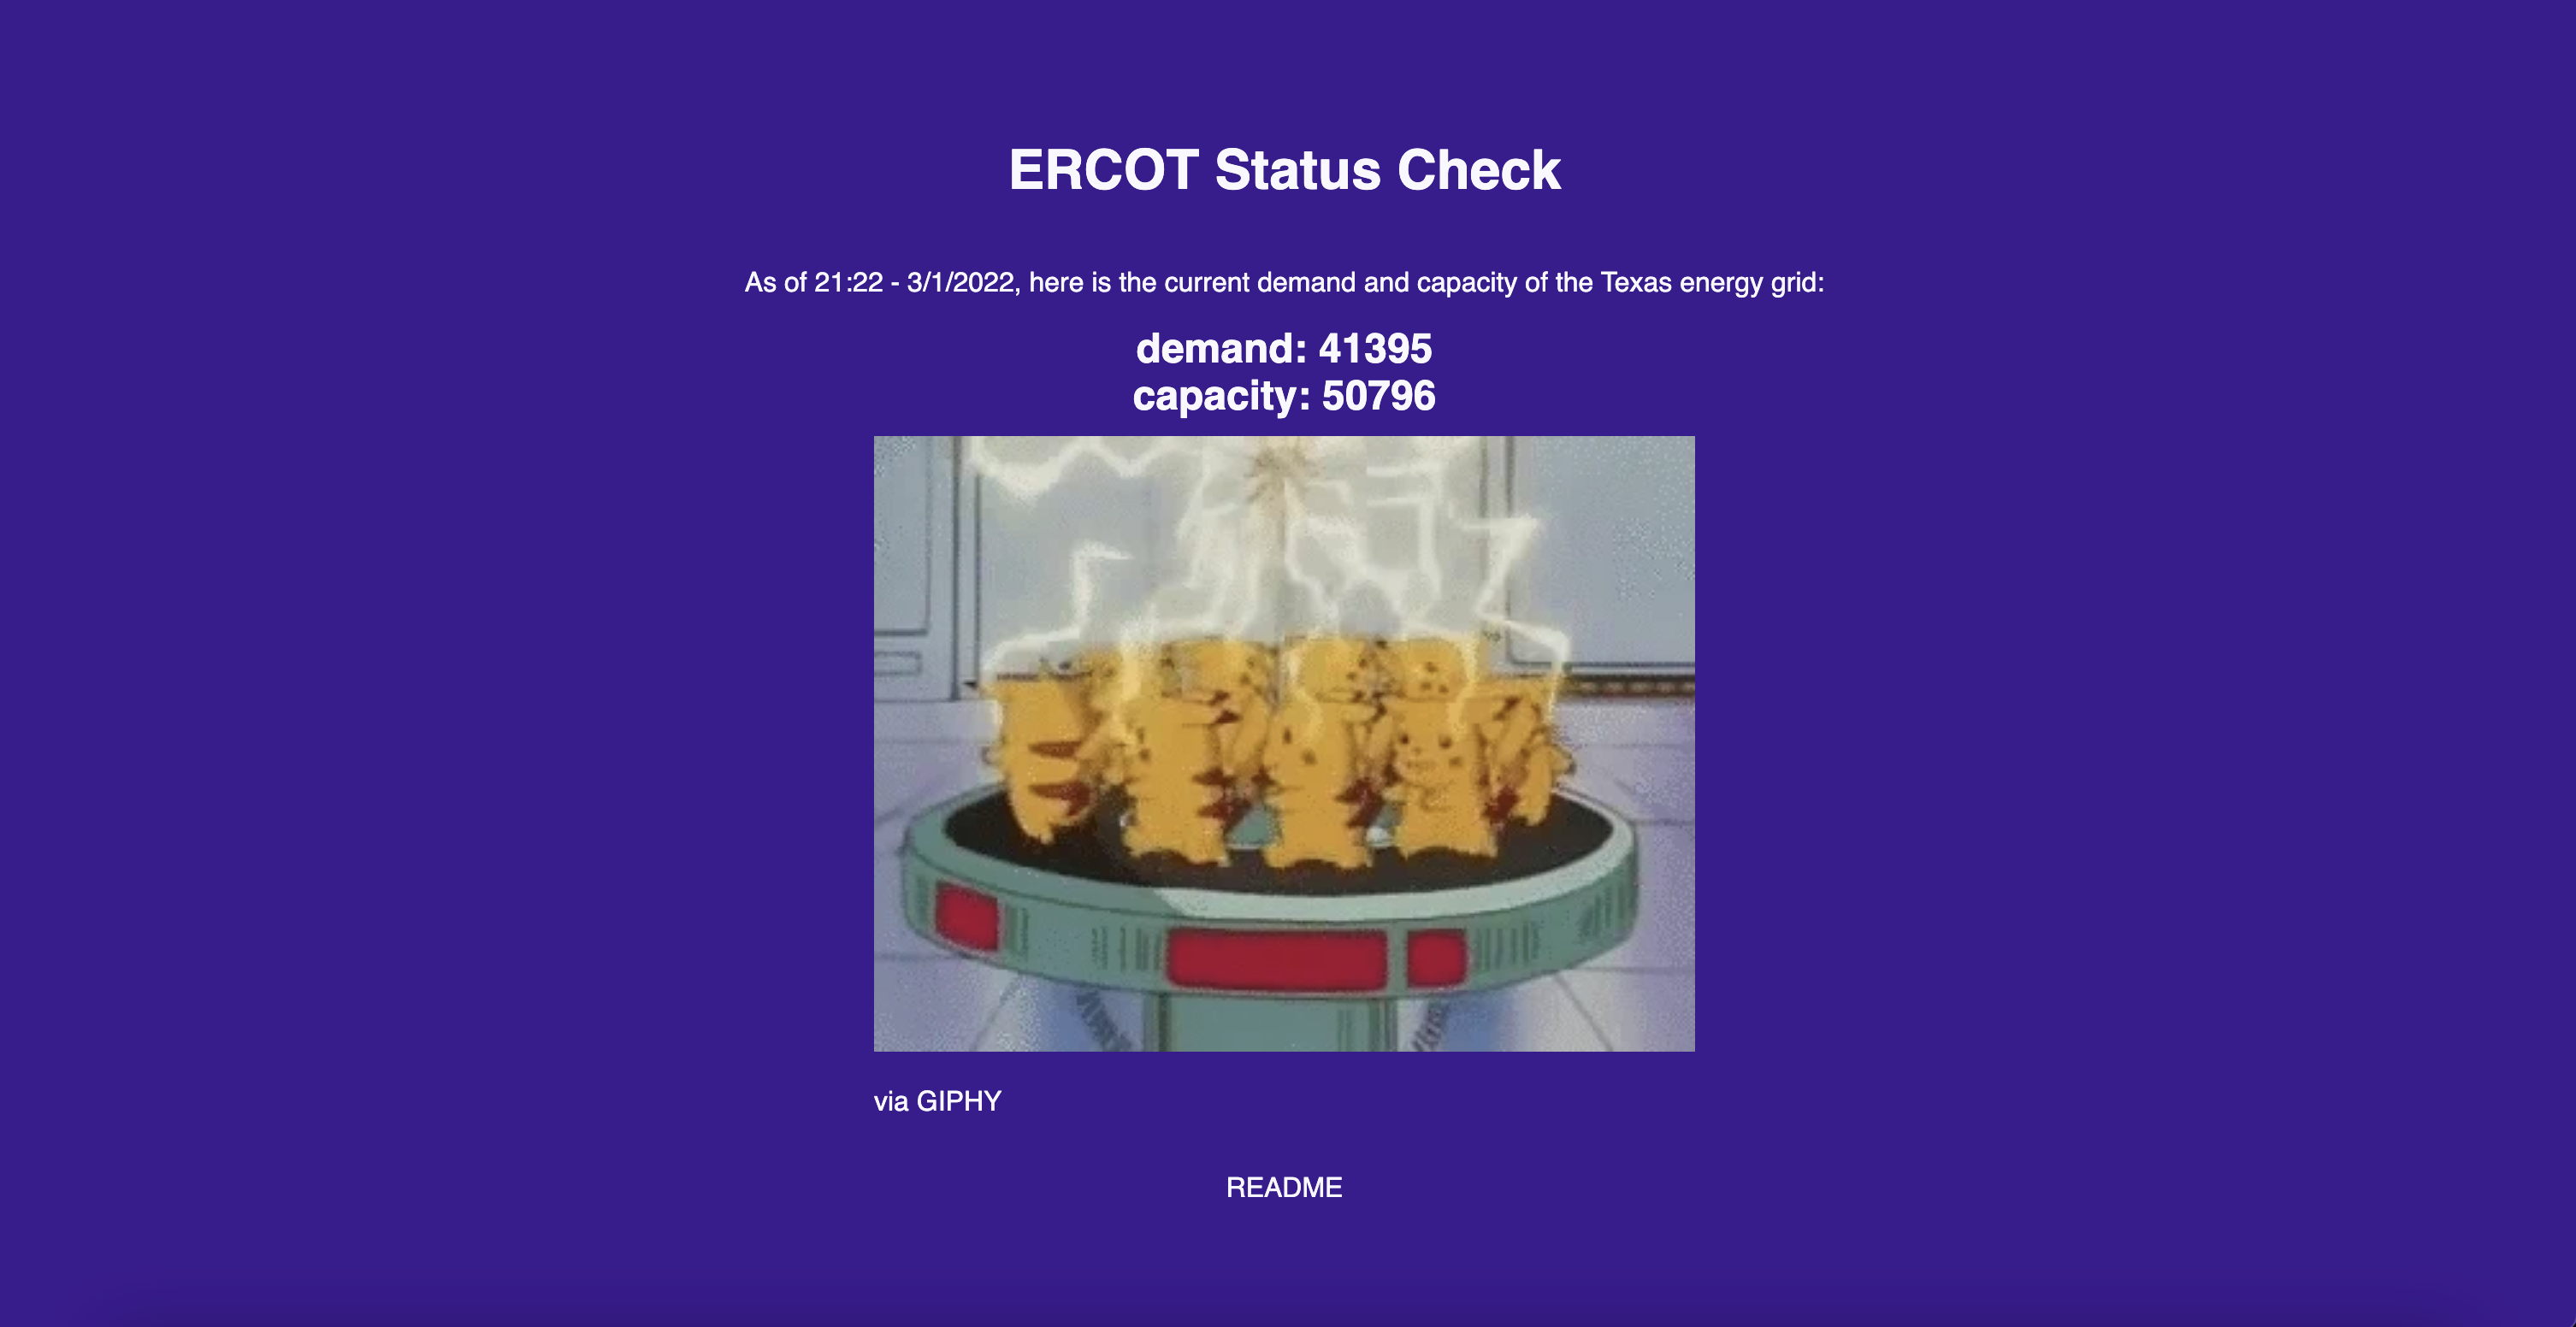 ERCOT Status Check
As of 21:22 - 3/1/2022, here is the current demand and capacity of the Texas energy grid:
demand: 41395
capacity: 50796
via GIPHY
README